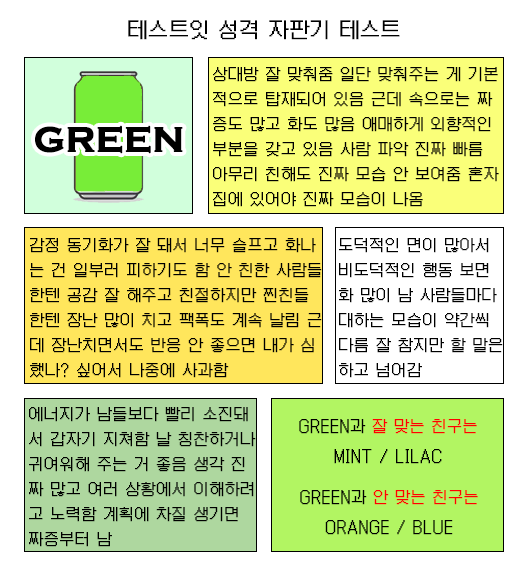 테스트잇 성격 자판기 테스트
GREEN
상대방 잘 맞춰줌 일단 맞춰주는 게 기본
적으로 탑재되어 있음 근데 속으로는 짜
증도 많고 화도 많음 애매하게 외향적인
부분을 갖고 있음 사람 파악 진짜 빠름
아무리 친해도 진짜 모습 안 보여줌 혼자
집에 있어야 진짜 모습이 나옴
감정 동기화가 잘 돼서 너무 슬프고 화나
는 건 일부러 피하기도 함 안 친한 사람들
한텐 공감 잘 해주고 친절하지만 찐친들
한텐 장난 많이 치고 팩폭도 계속 날림 근
데 장난치면서도 반응 안 좋으면 내가 심
했나? 싶어서 나중에 사과함
도덕적인 면이 많아서
비도덕적인 행동 보면
화 많이 남 사람들마다
대하는 모습이 약간씩
다름 잘 참지만 할 말은
하고 넘어감
에너지가 남들보다 빨리 소진돼
서 갑자기 지쳐함 날 칭찬하거나
귀여워해 주는 거 좋음 생각 진
짜 많고 여러 상황에서 이해하려
고 노력함 계획에 차질 생기면
짜증부터 남
GREEN과 잘 맞는 친구는
MINT / LILAC
GREEN과 안 맞는 친구는
ORANGE / BLUE